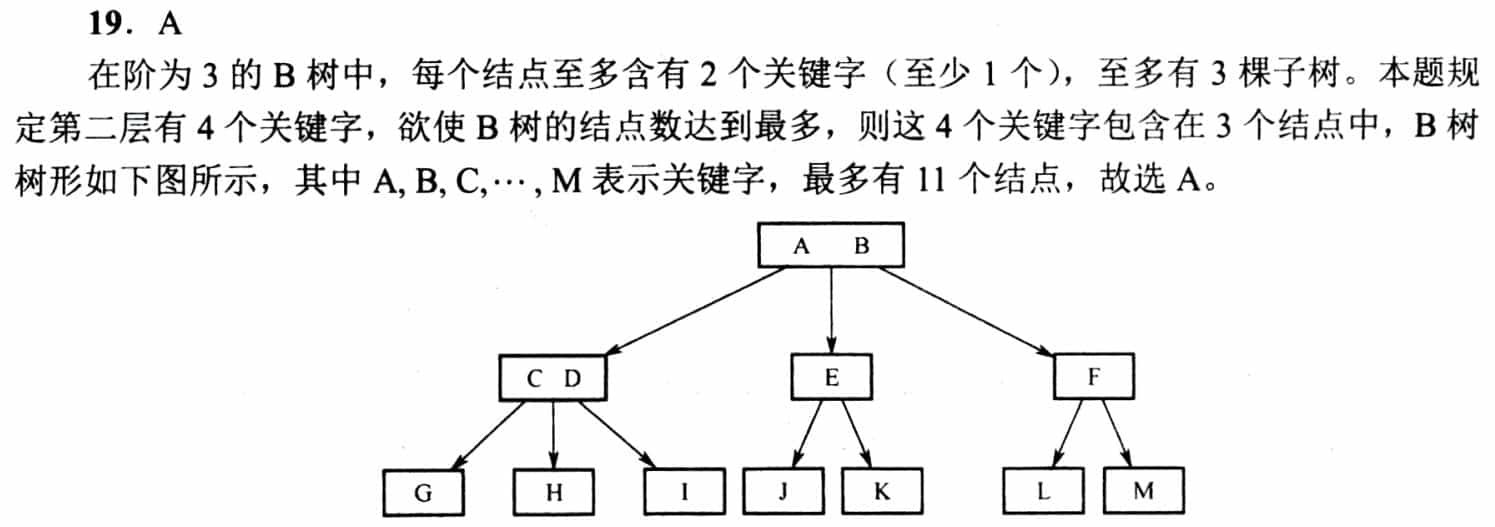 19. A
在阶为 3 的 B 树中，每个结点至多含有 2 个关键字（至少 1 个），至多有 3 棵子树。本题规
定第二层有 4 个关键字，欲使 B 树的结点数达到最多，则这 4 个关键字包含在 3 个结点中，B 树
树形如下图所示，其中 A, B, C,⋯, M 表示关键字，最多有 11 个结点，故选 A。
A B
C D E F
G H I J K L M